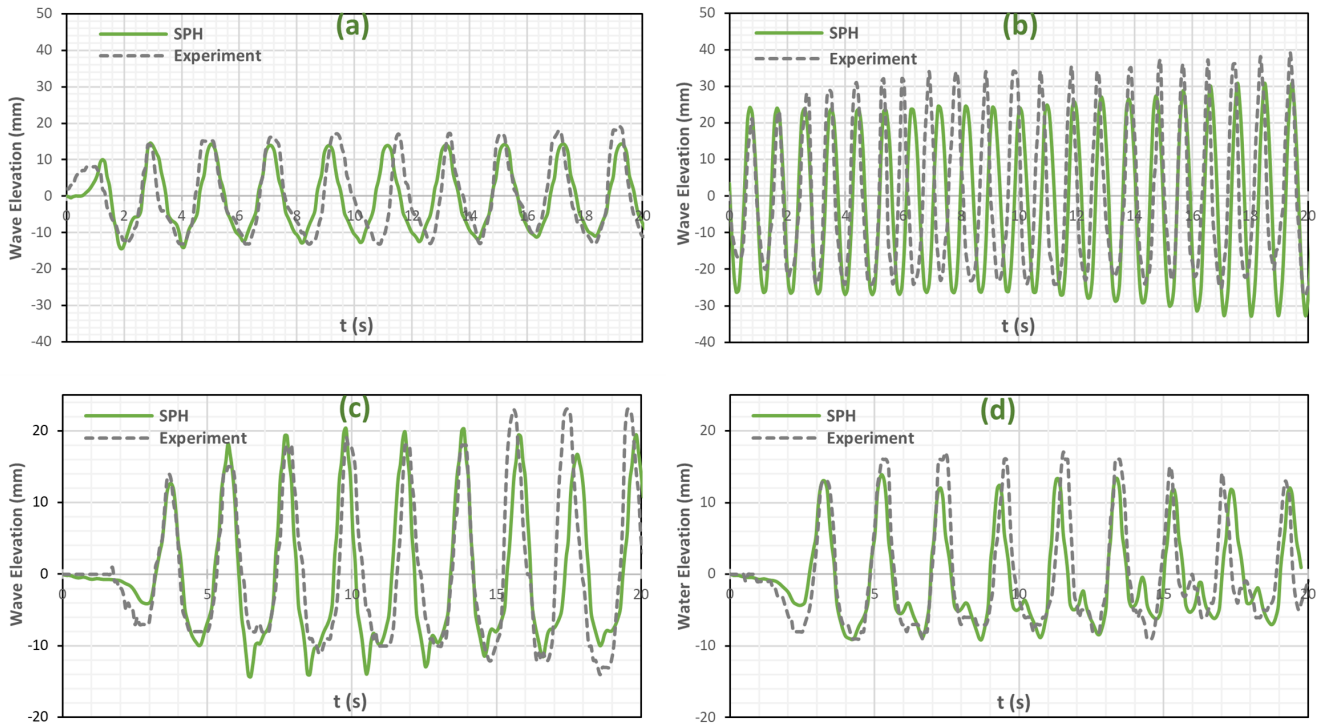 (a)
SPH
Experiment
Wave Elevation (mm)
50
40
30
20
10
0
-10
-20
-30
-40
0 2 4 6 8 10 12 14 16 18 20
t (s)
(b)
SPH
Experiment
Wave Elevation (mm)
50
40
30
20
10
0
-10
-20
-30
-40
0 2 4 6 8 10 12 14 16 18 20
t (s)
(c)
SPH
Experiment
Wave Elevation (mm)
20
10
0
-10
-20
0 5 10 15 20
t (s)
(d)
SPH
Experiment
Water Elevation (mm)
20
10
0
-10
-20
0 5 10 15 20
t (s)